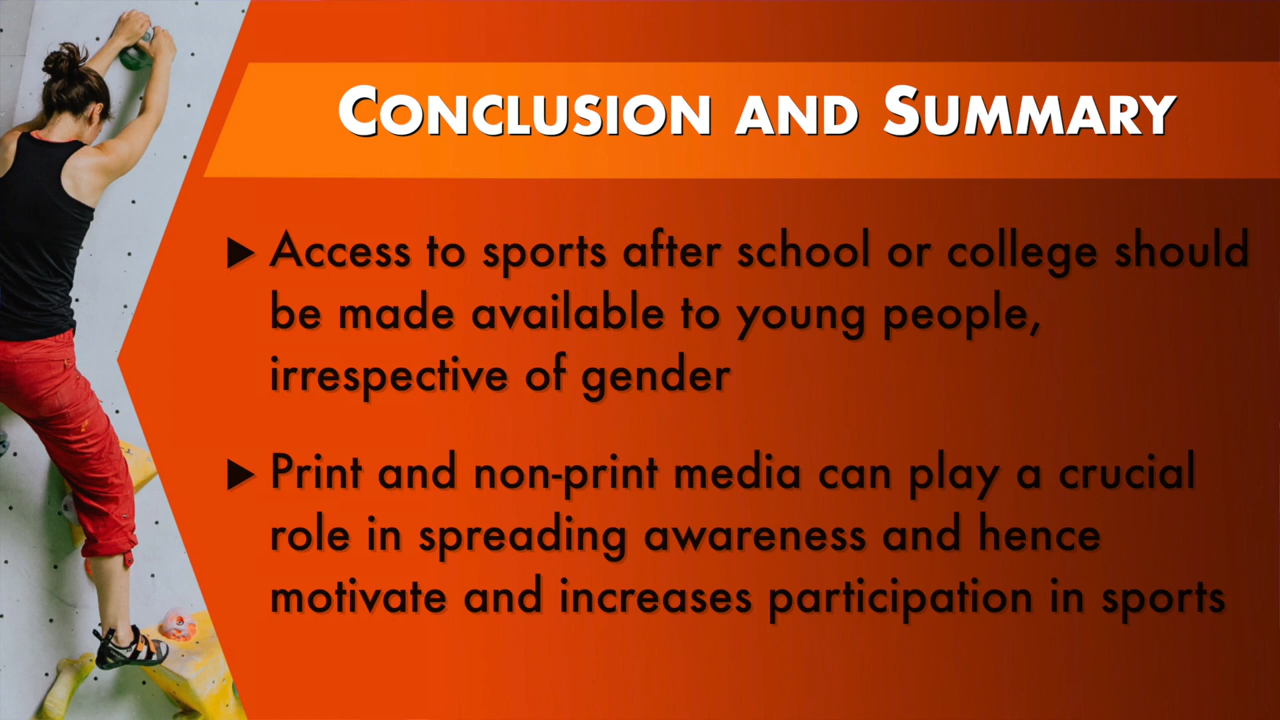 Conclusion and Summary
▶ Access to sports after school or college should
be made available to young people,
irrespective of gender
▶ Print and non-print media can play a crucial
role in spreading awareness and hence
motivate and increases participation in sports